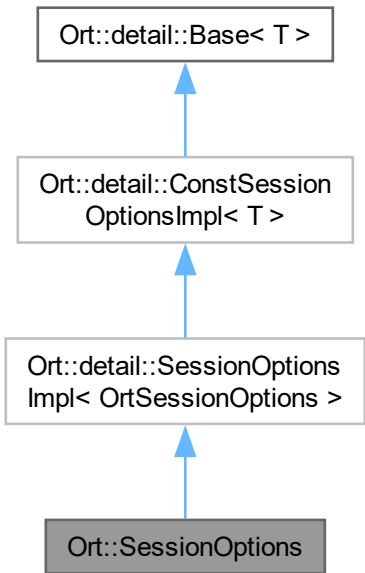 Ort::detail::Base< T >
Ort::detail::ConstSession
OptionsImpl< T >
Ort::detail::SessionOptions
Impl< OrtSessionOptions >
Ort::SessionOptions